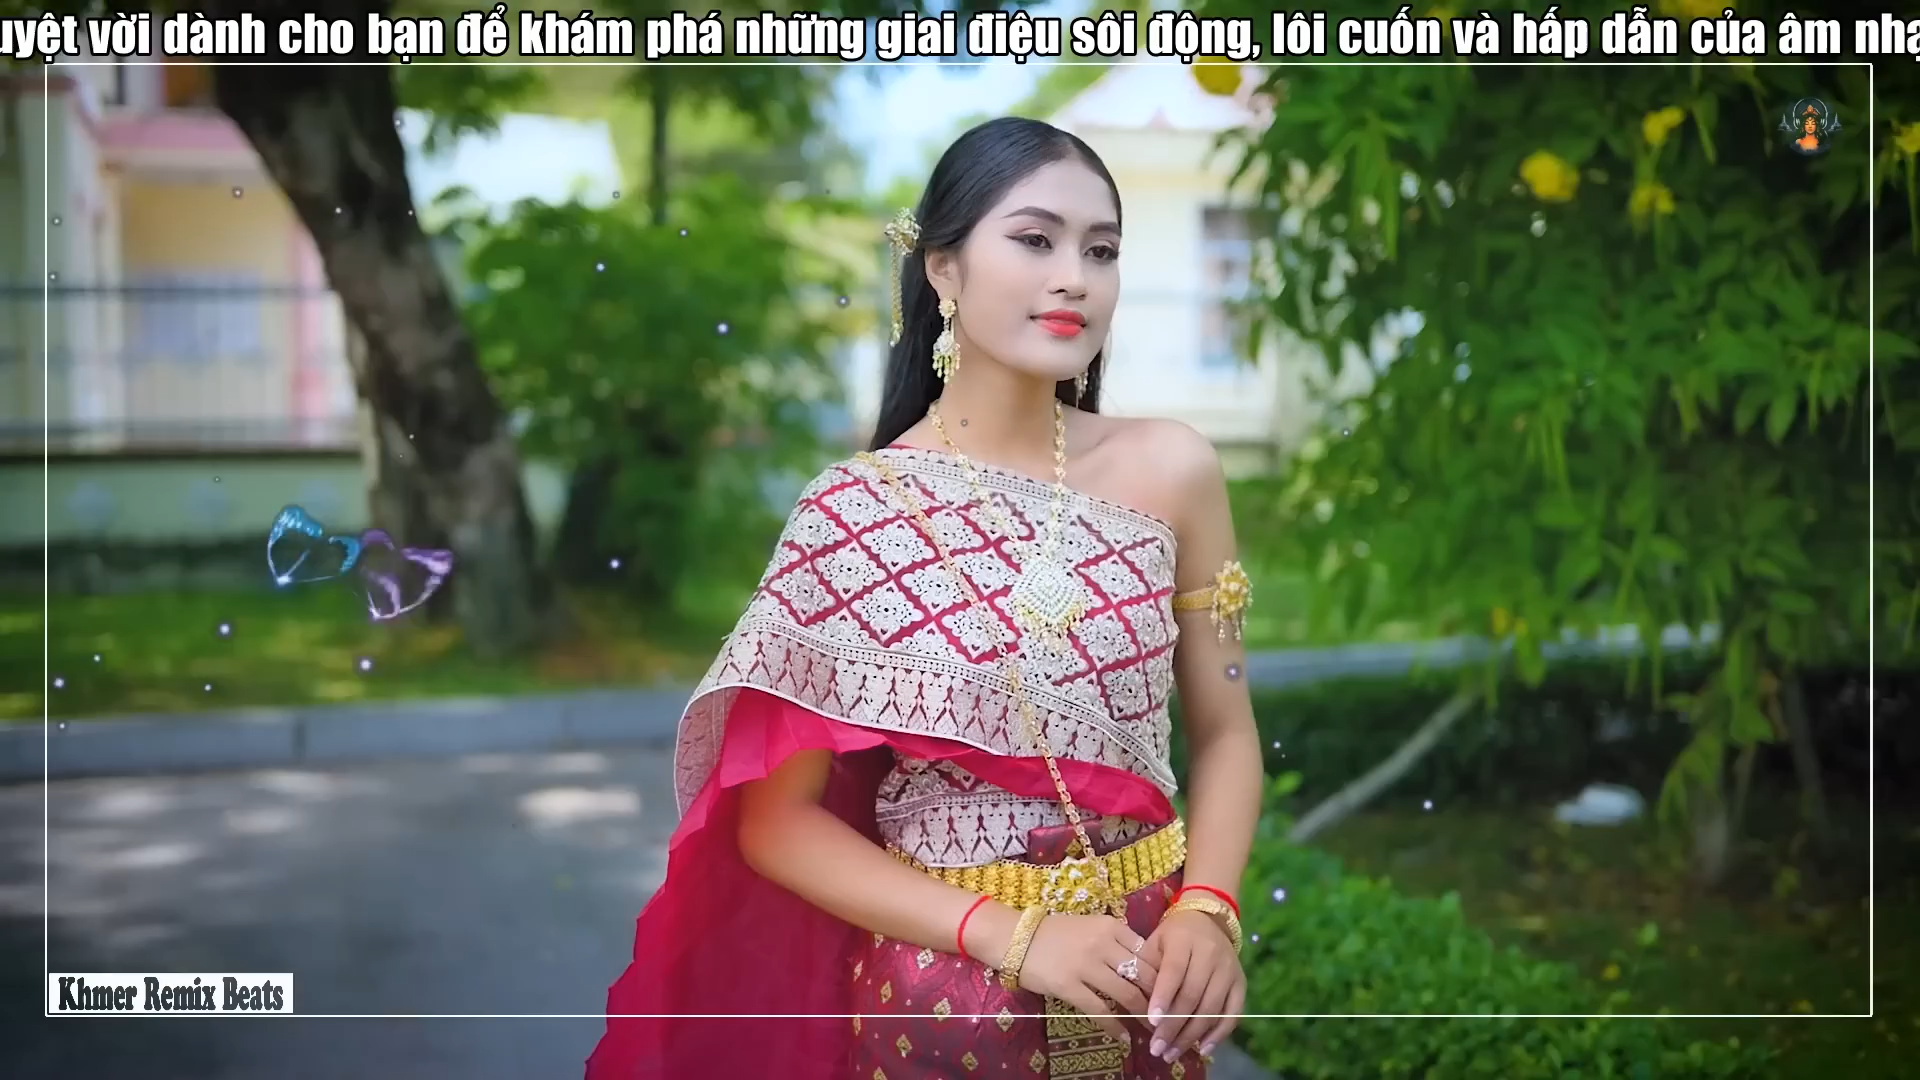 uyệt vời dành cho bạn để khám phá những giai điệu sôi động, lôi cuốn và hấp dẫn của âm nhạ
Khmer Remix Beats